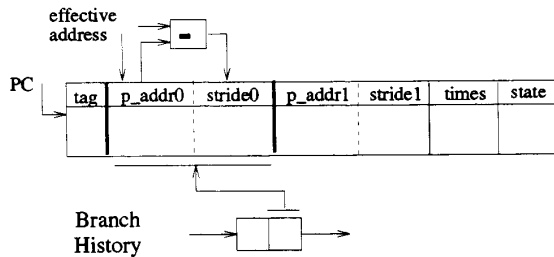 effective
address
-
PC
tag p_addr0 stride0 p_addr1 stride1 times state
Branch
History